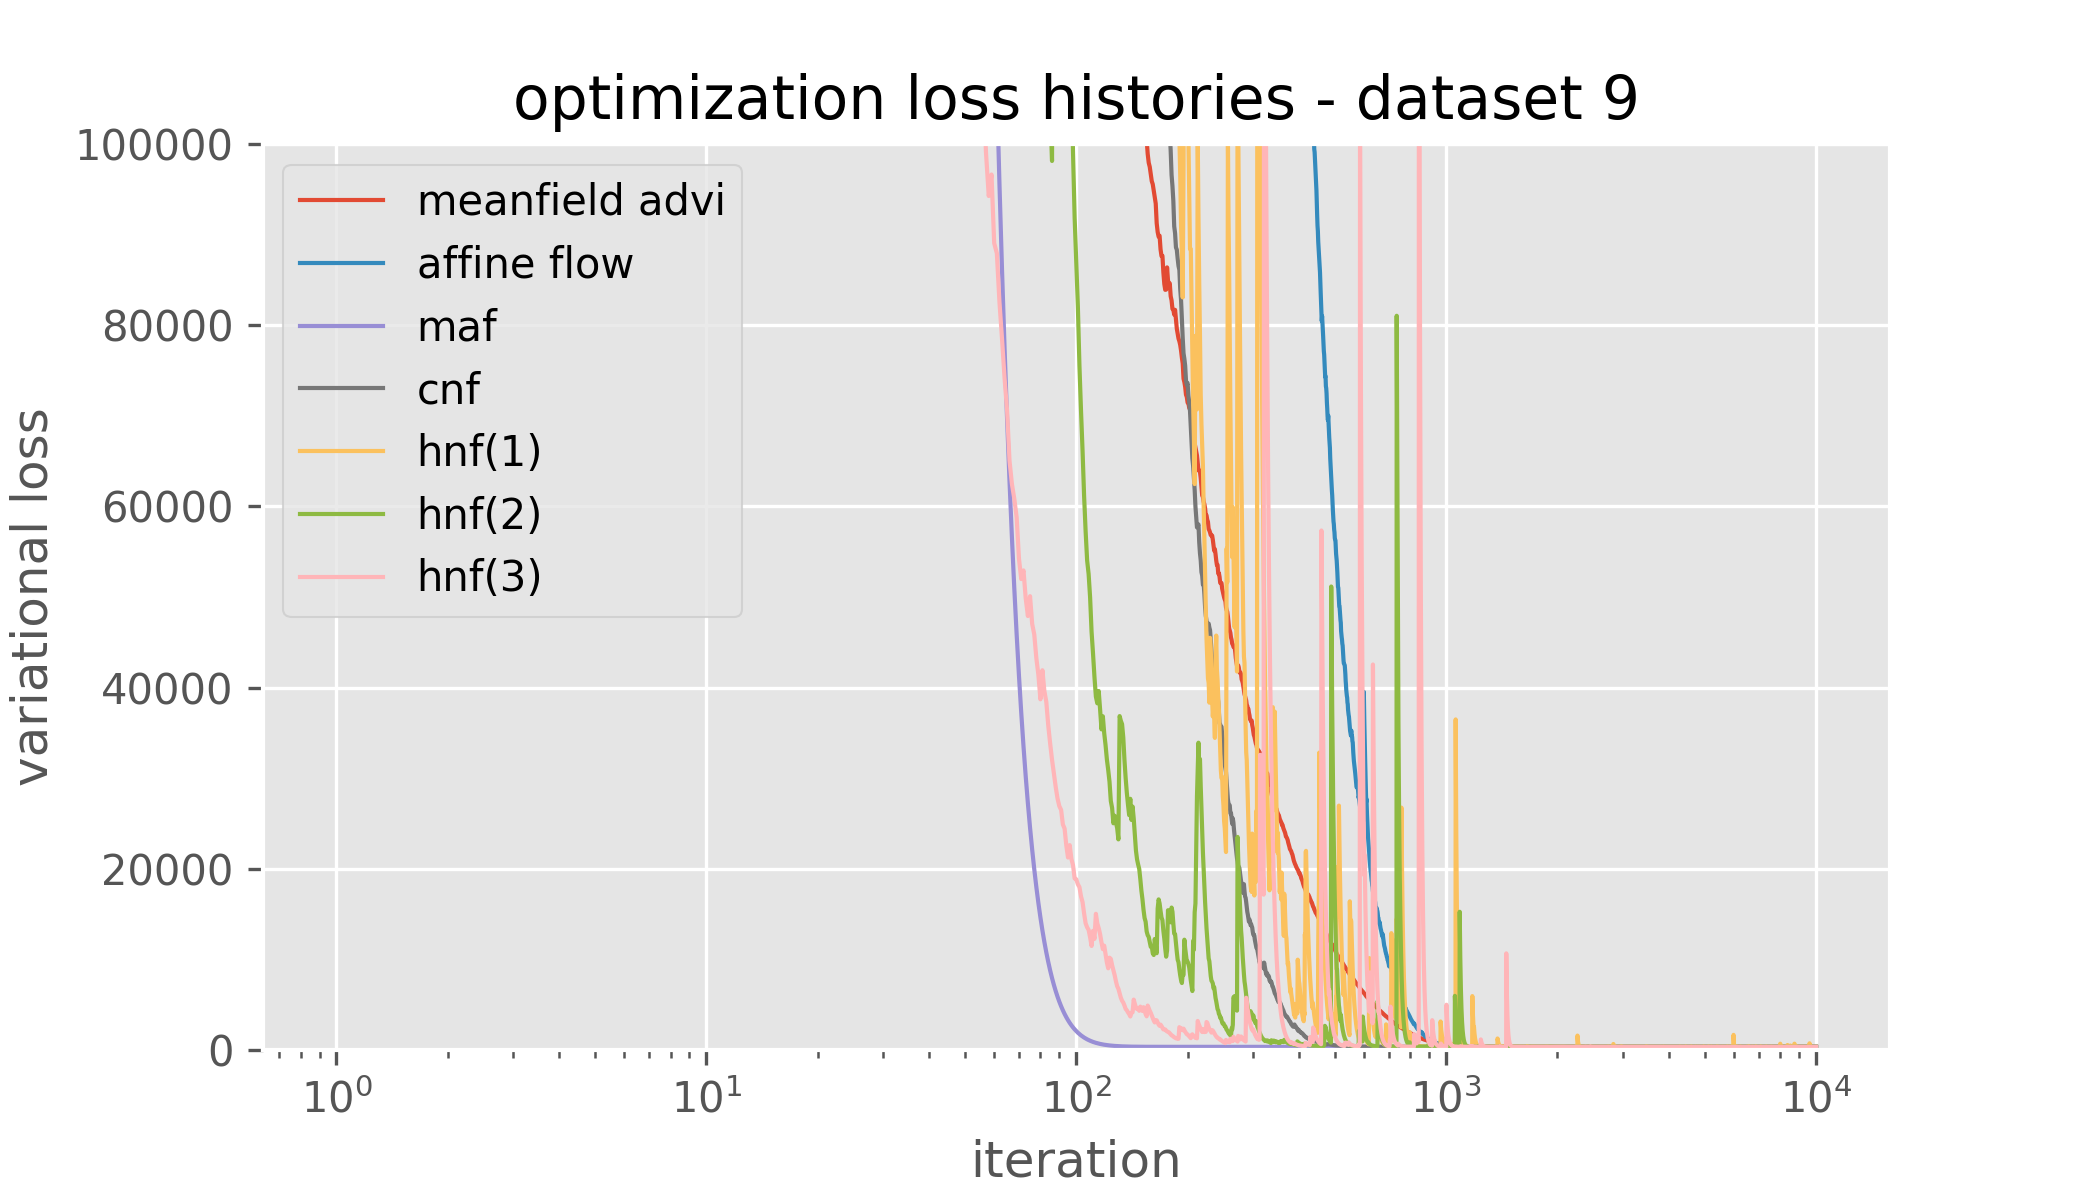 optimization loss histories - dataset 9
variational loss
100000
80000
60000
40000
20000
0
meanfield advi
affine flow
maf
cnf
hnf(1)
hnf(2)
hnf(3)
10⁰ 10¹ 10² 10³ 10⁴
iteration